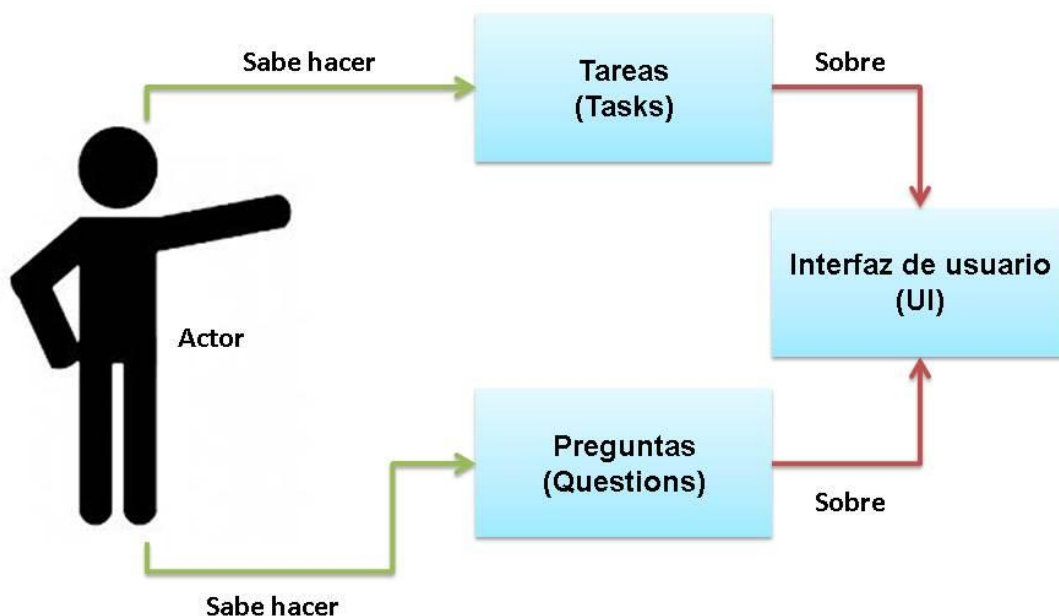 Sabe hacer
Tareas
(Tasks)
Sobre
Interfaz de usuario
(UI)
Actor
Preguntas
(Questions)
Sobre
Sabe hacer